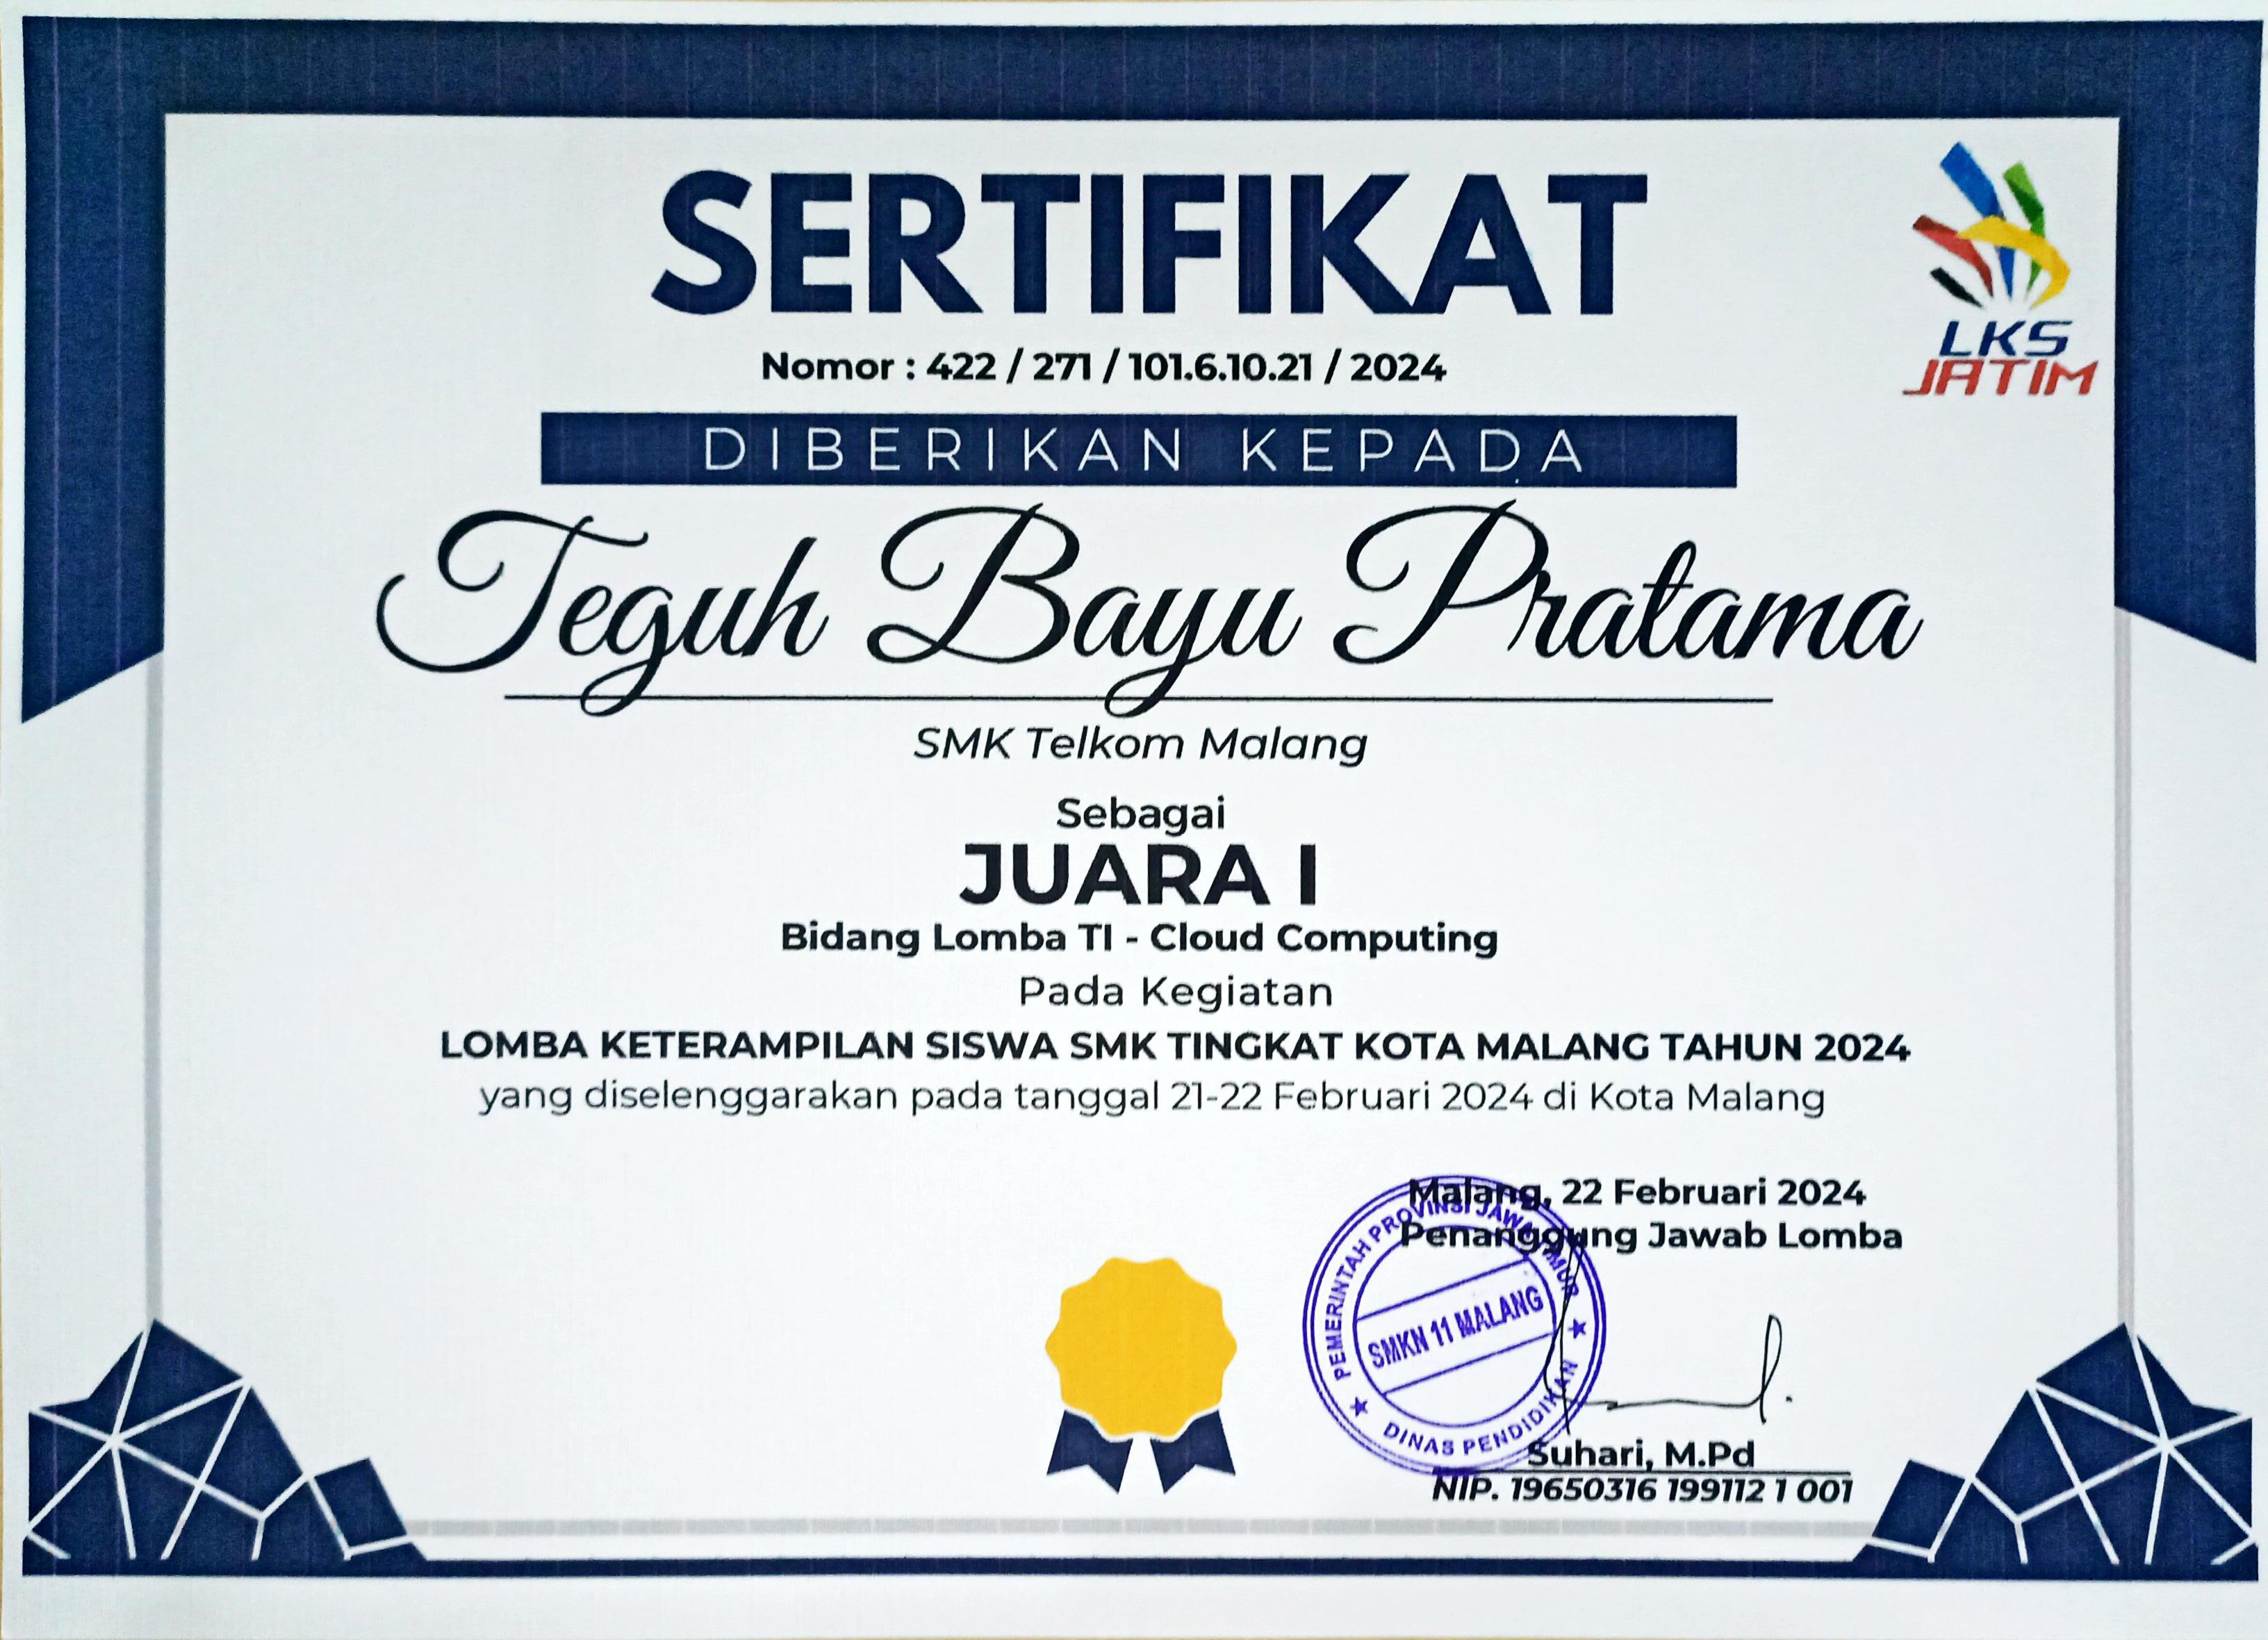 SERTIFIKAT
LKS
JATIM
Nomor : 422 / 271 / 101.6.10.21 / 2024
DIBERIKAN KEPADA
Teguh Bayu Pratama
SMK Telkom Malang
Sebagai
JUARA I
Bidang Lomba TI - Cloud Computing
Pada Kegiatan
LOMBA KETERAMPILAN SISWA SMK TINGKAT KOTA MALANG TAHUN 2024
yang diselenggarakan pada tanggal 21-22 Februari 2024 di Kota Malang
Malang, 22 Februari 2024
Penanggung Jawab Lomba
PEMERINTAH PROVINSI JAWA TIMUR
SMKN 11 MALANG
DINAS PENDIDIKAN
Suhari, M.Pd
NIP. 19650316 199112 1 001